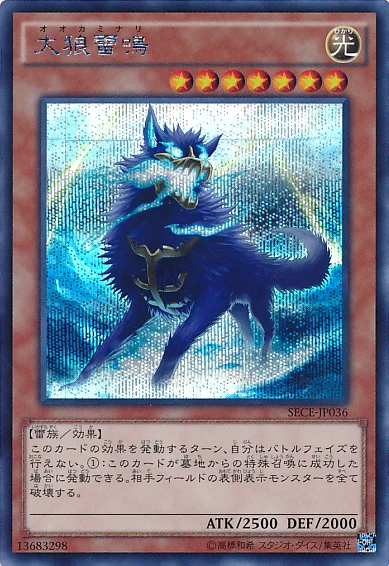 オオカミナリ
大狼雷鳴
ひかり
光
SECE-JP036
【雷族／効果】
このカードの効果を発動するターン、自分はバトルフェイズを
行えない。①：このカードが墓地からの特殊召喚に成功した
場合に発動できる。相手フィールドの表側表示モンスターを全て
破壊する。
ATK/2500 DEF/2000
13683298
©高橋和希 スタジオ・ダイス/集英社